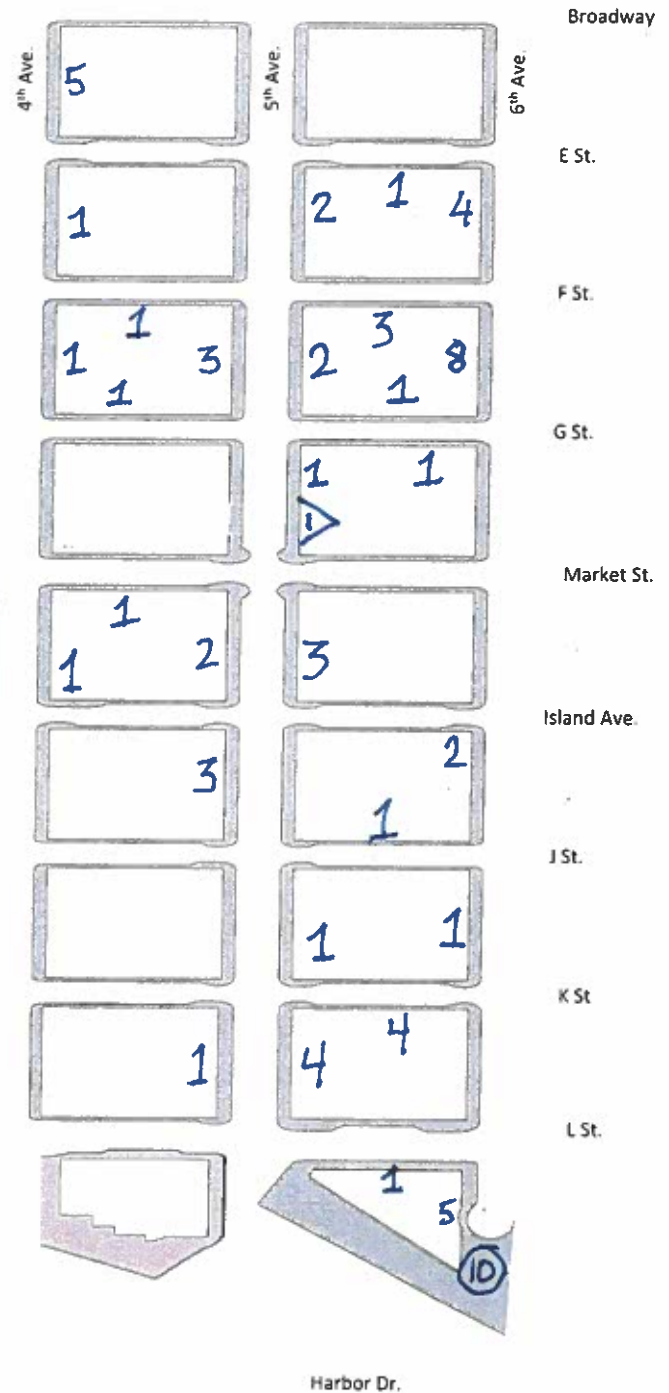 Broadway
4th Ave.
5th Ave.
6th Ave.
5
E St.
1
2 1 4
F St.
1
1 3
1
3
2 8
1
G St.
1 1
1
Market St.
1
1 2
3
Island Ave.
3
2
1
J St.
1 1
K St
1
4 4
L St.
1
5
10
Harbor Dr.